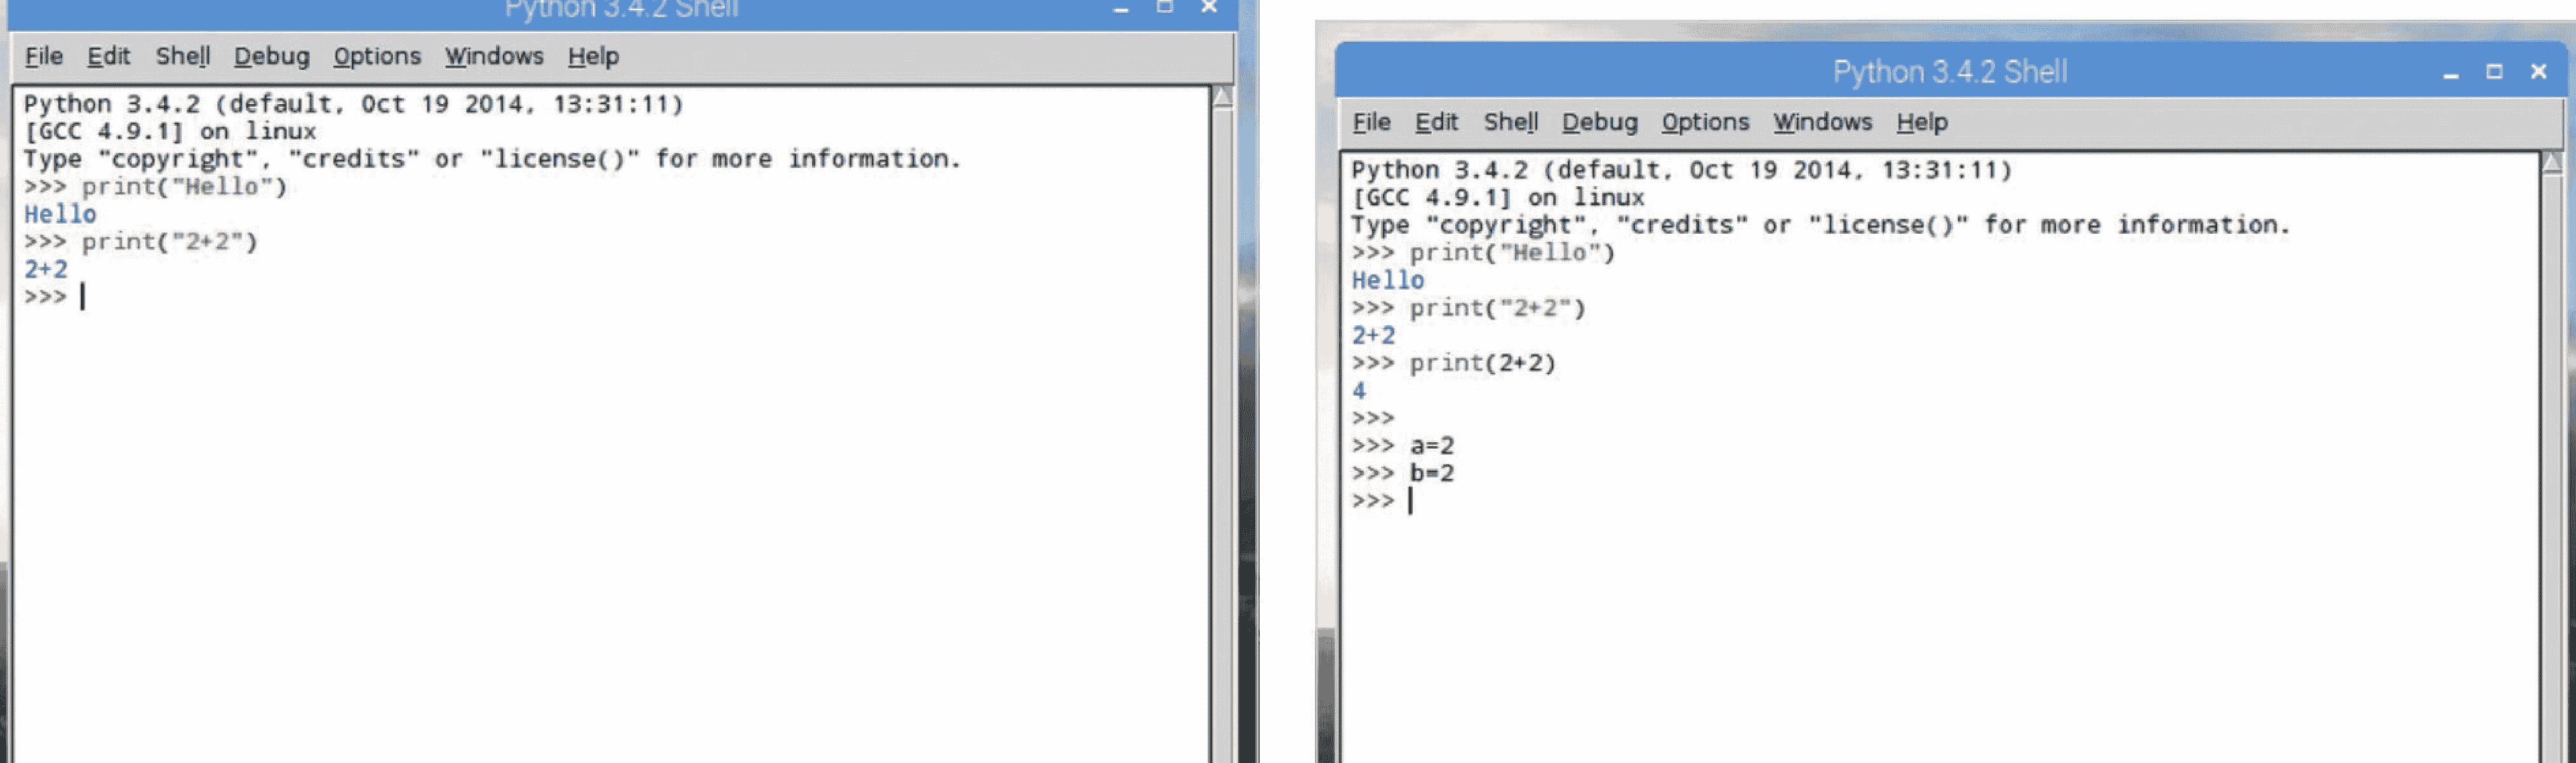 Python 3.4.2 Shell
File Edit Shell Debug Options Windows Help
Python 3.4.2 (default, Oct 19 2014, 13:31:11)
[GCC 4.9.1] on linux
Type "copyright", "credits" or "license()" for more information.
>>> print("Hello")
Hello
>>> print("2+2")
2+2
>>>
Python 3.4.2 Shell
File Edit Shell Debug Options Windows Help
Python 3.4.2 (default, Oct 19 2014, 13:31:11)
[GCC 4.9.1] on linux
Type "copyright", "credits" or "license()" for more information.
>>> print("Hello")
Hello
>>> print("2+2")
2+2
>>> print(2+2)
4
>>>
>>> a=2
>>> b=2
>>>